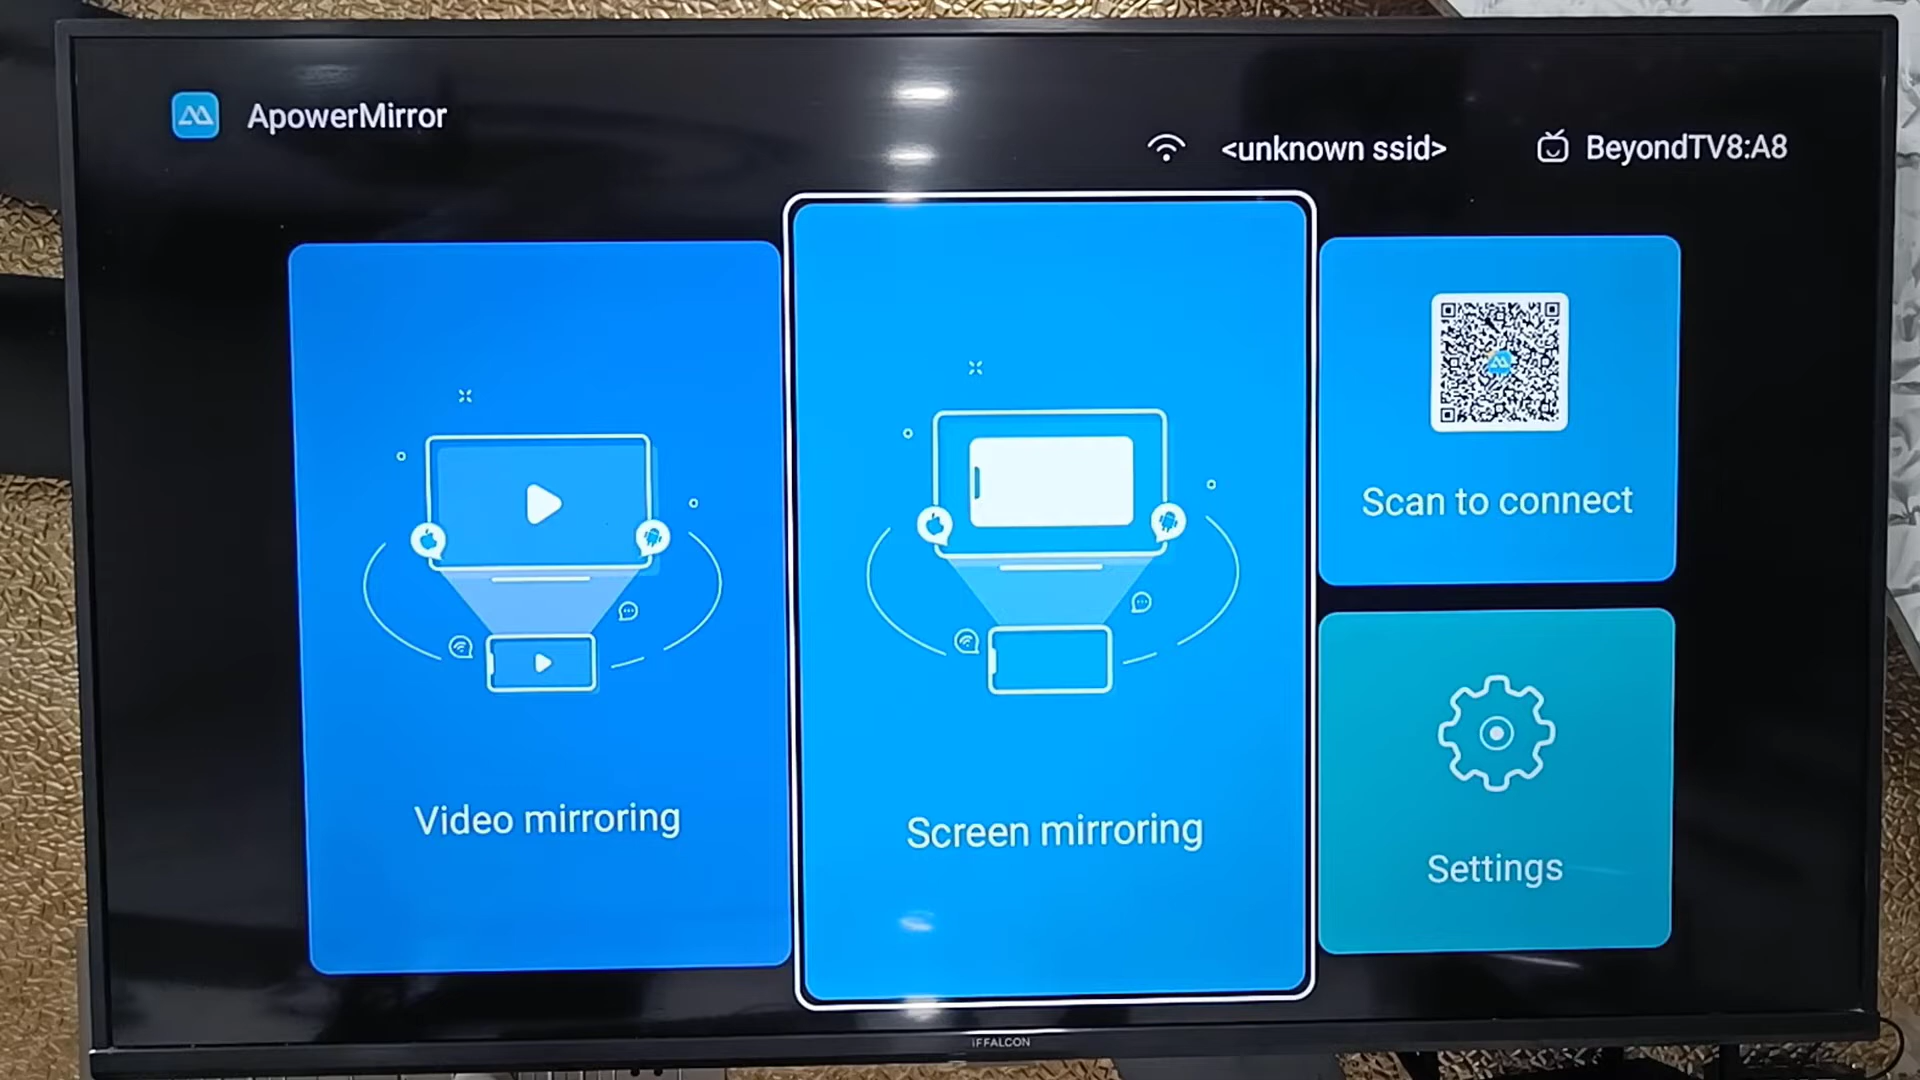 ApowerMirror
<unknown ssid>
BeyondTV8:A8
Video mirroring
Screen mirroring
Scan to connect
Settings
iFFALCON